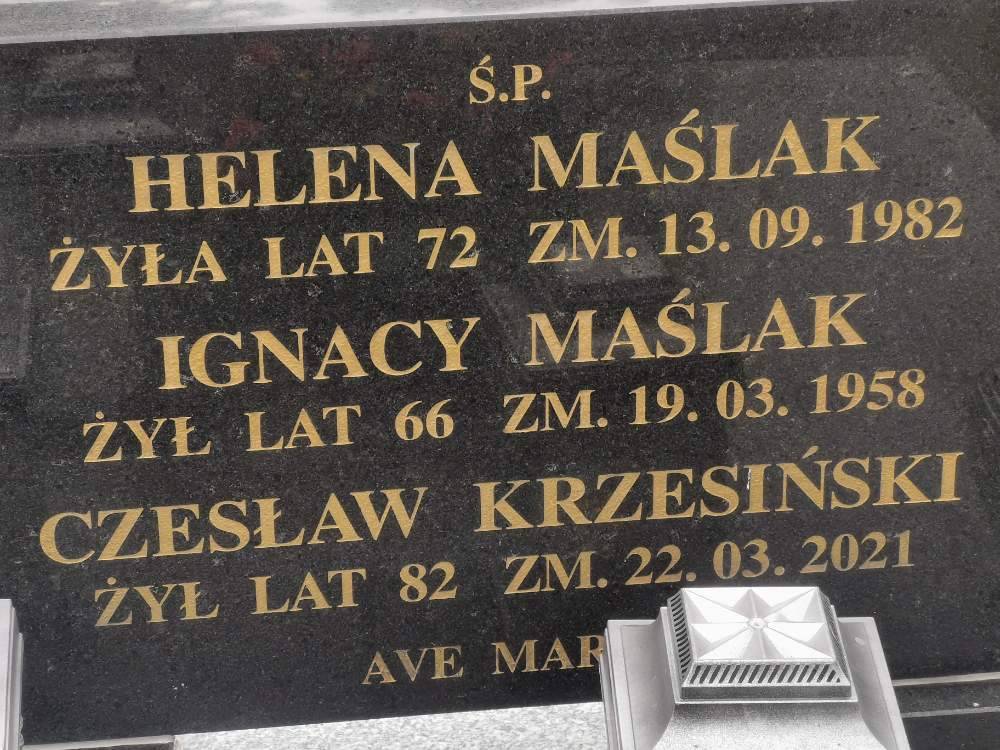 Ś.P.
HELENA MAŚLAK
ŻYŁA LAT 72 ZM. 13. 09. 1982
IGNACY MAŚLAK
ŻYŁ LAT 66 ZM. 19. 03. 1958
CZESŁAW KRZESIŃSKI
ŻYŁ LAT 82 ZM. 22. 03. 2021
AVE